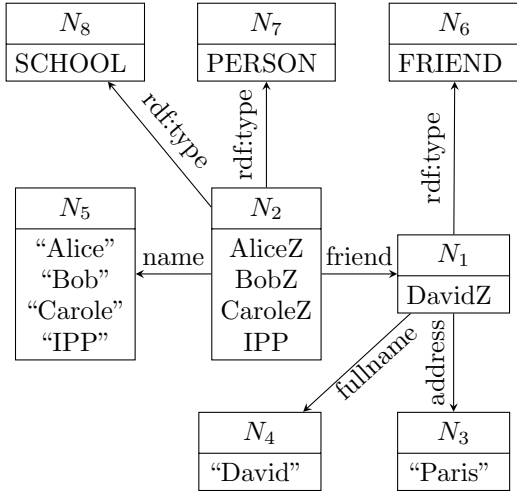 N₈
SCHOOL
N₇
PERSON
N₆
FRIEND
rdf:type
rdf:type
rdf:type
N₅
“Alice”
“Bob”
“Carole”
“IPP”
name
N₂
AliceZ
BobZ
CaroleZ
IPP
friend
N₁
DavidZ
fullname
address
N₄
“David”
N₃
“Paris”